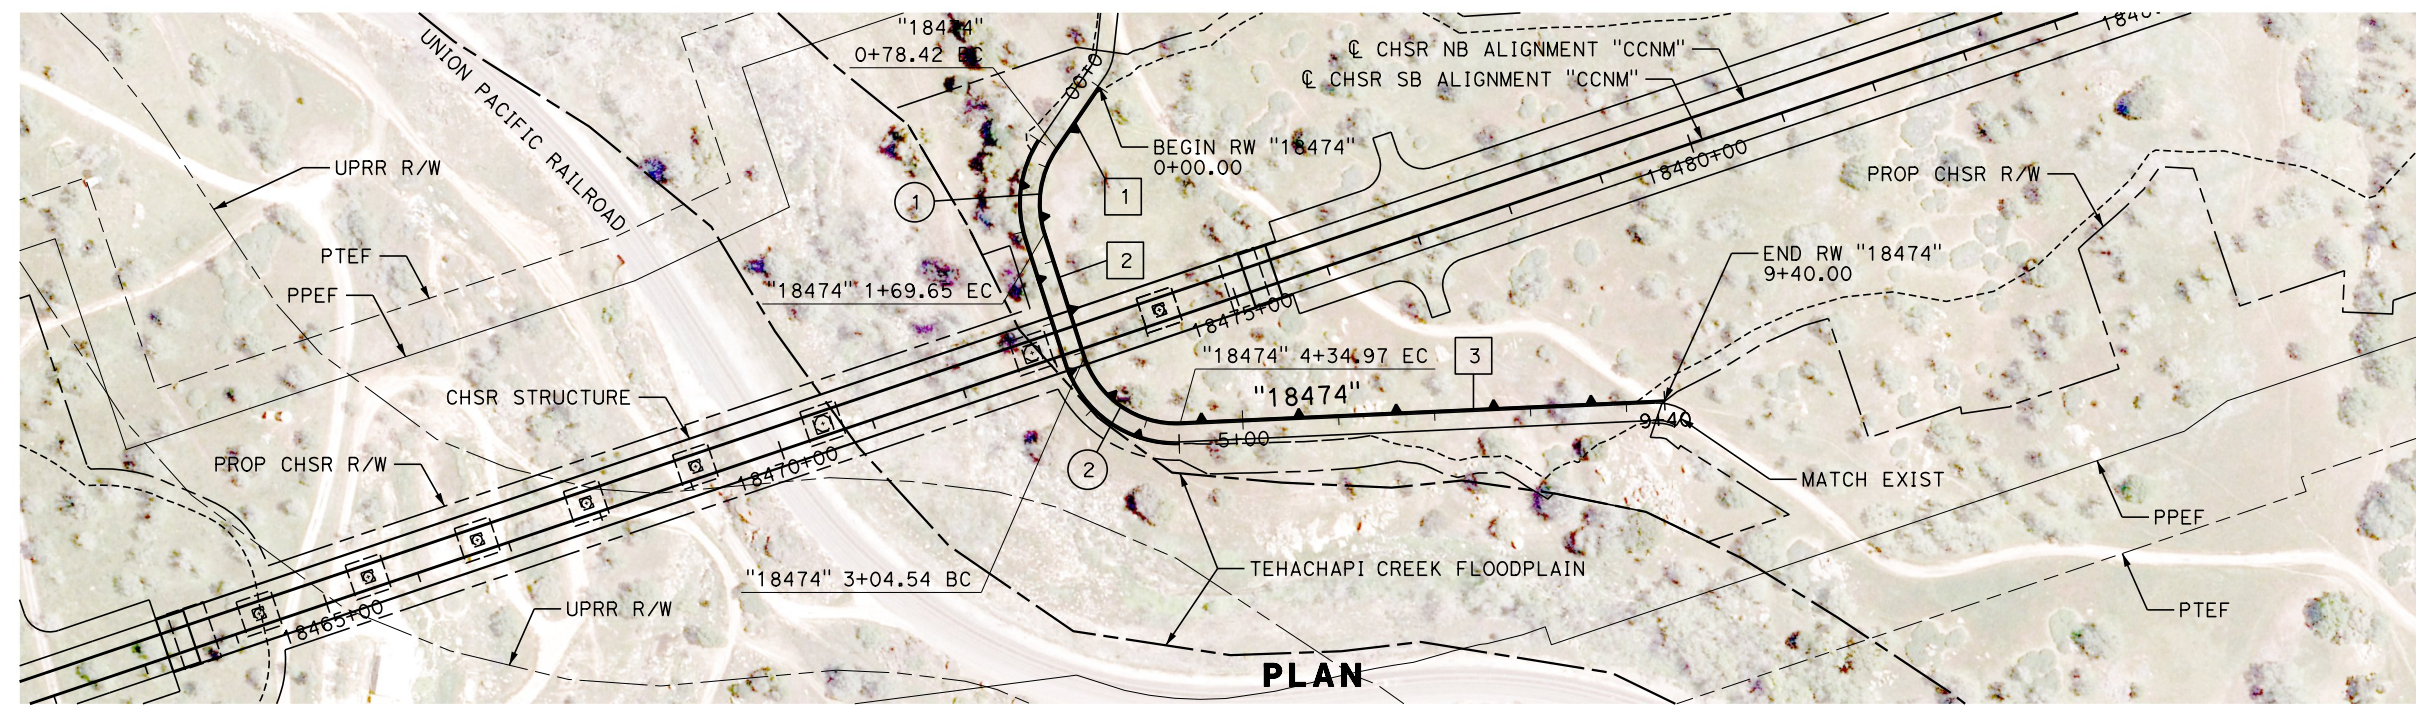 "18474"
0+78.42 BC
℄ CHSR NB ALIGNMENT "CCNM"
℄ CHSR SB ALIGNMENT "CCNM"
UNION PACIFIC RAILROAD
BEGIN RW "18474"
0+00.00
UPRR R/W
1
1
18480+00
PROP CHSR R/W
PTEF
2
END RW "18474"
9+40.00
PPEF
"18474" 1+69.65 EC
18475+00
"18474" 4+34.97 EC
3
CHSR STRUCTURE
"18474"
9+40
5+00
PROP CHSR R/W
18470+00
2
MATCH EXIST
PPEF
"18474" 3+04.54 BC
TEHACHAPI CREEK FLOODPLAIN
18465+00
UPRR R/W
PTEF
PLAN